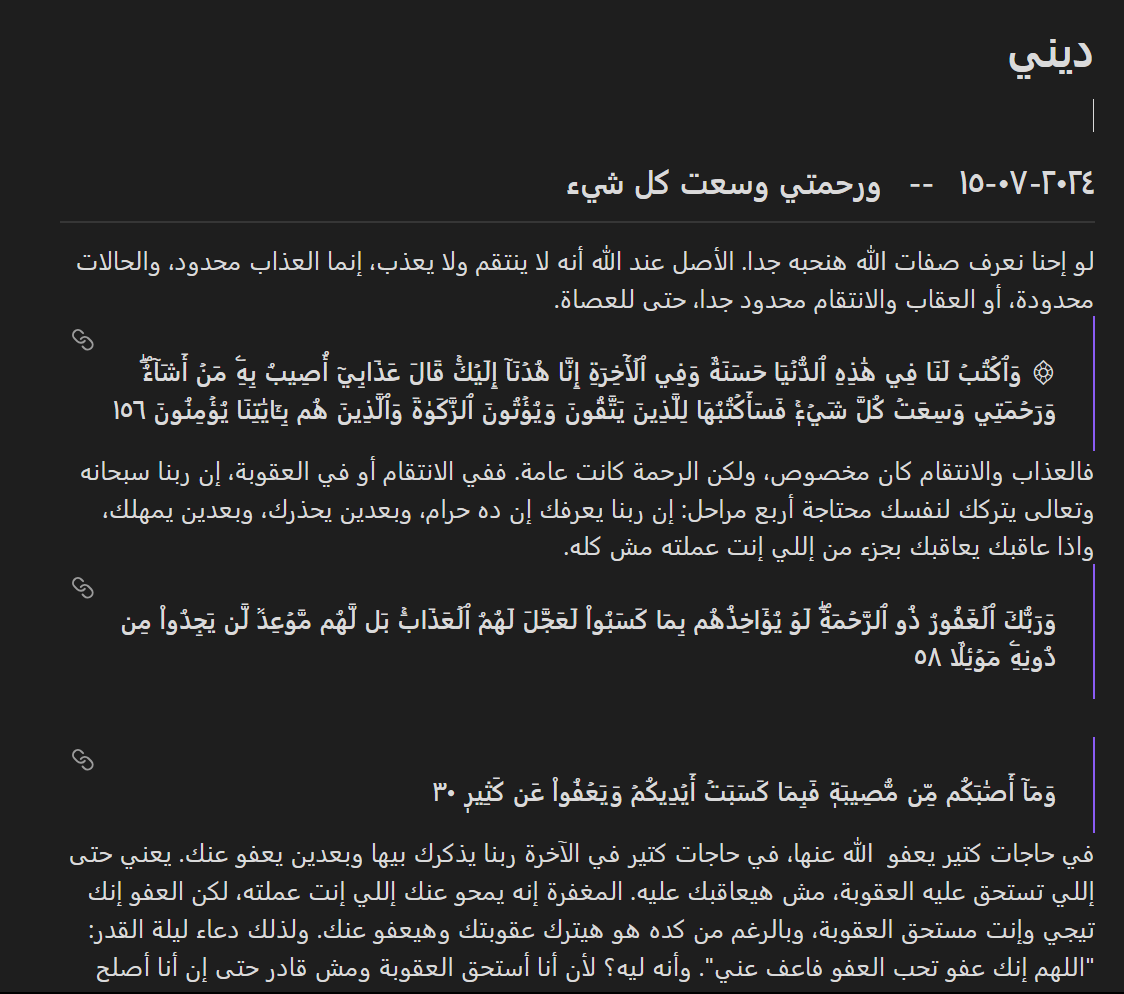 ديني
٢٠٢٤-٠٧-١٥ -- ورحمتي وسعت كل شيء
لو إحنا نعرف صفات الله هنحبه جدا. الأصل عند الله أنه لا ينتقم ولا يعذب، إنما العذاب محدود، والحالات
محدودة، أو العقاب والانتقام محدود جدا، حتى للعصاة.
۞ وَٱكۡتُبۡ لَنَا فِي هَٰذِهِ ٱلدُّنۡيَا حَسَنَةٗ وَفِي ٱلۡأٓخِرَةِ إِنَّا هُدۡنَآ إِلَيۡكَۚ قَالَ عَذَابِيٓ أُصِيبُ بِهِۦ مَنۡ أَشَآءُۖ
وَرَحۡمَتِي وَسِعَتۡ كُلَّ شَيۡءٖۚ فَسَأَكۡتُبُهَا لِلَّذِينَ يَتَّقُونَ وَيُؤۡتُونَ ٱلزَّكَوٰةَ وَٱلَّذِينَ هُم بِـَٔايَٰتِنَا يُؤۡمِنُونَ ١٥٦
فالعذاب والانتقام كان مخصوص، ولكن الرحمة كانت عامة. ففي الانتقام أو في العقوبة، إن ربنا سبحانه
وتعالى يتركك لنفسك محتاجة أربع مراحل: إن ربنا يعرفك إن ده حرام، وبعدين يحذرك، وبعدين يمهلك،
واذا عاقبك يعاقبك بجزء من إللي إنت عملته مش كله.
وَرَبُّكَ ٱلۡغَفُورُ ذُو ٱلرَّحۡمَةِۖ لَوۡ يُؤَاخِذُهُم بِمَا كَسَبُواْ لَعَجَّلَ لَهُمُ ٱلۡعَذَابَۚ بَل لَّهُم مَّوۡعِدٞ لَّن يَجِدُواْ مِن
دُونِهِۦ مَوۡئِلٗا ٥٨
وَمَآ أَصَٰبَكُم مِّن مُّصِيبَةٖ فَبِمَا كَسَبَتۡ أَيۡدِيكُمۡ وَيَعۡفُواْ عَن كَثِيرٖ ٣٠
في حاجات كتير يعفو  الله عنها، في حاجات كتير في الآخرة ربنا يذكرك بيها وبعدين يعفو عنك. يعني حتى
إللي تستحق عليه العقوبة، مش هيعاقبك عليه. المغفرة إنه يمحو عنك إللي إنت عملته، لكن العفو إنك
تيجي وإنت مستحق العقوبة، وبالرغم من كده هو هيترك عقوبتك وهيعفو عنك. ولذلك دعاء ليلة القدر:
"اللهم إنك عفو تحب العفو فاعف عني". وأنه ليه؟ لأن أنا أستحق العقوبة ومش قادر حتى إن أنا أصلح